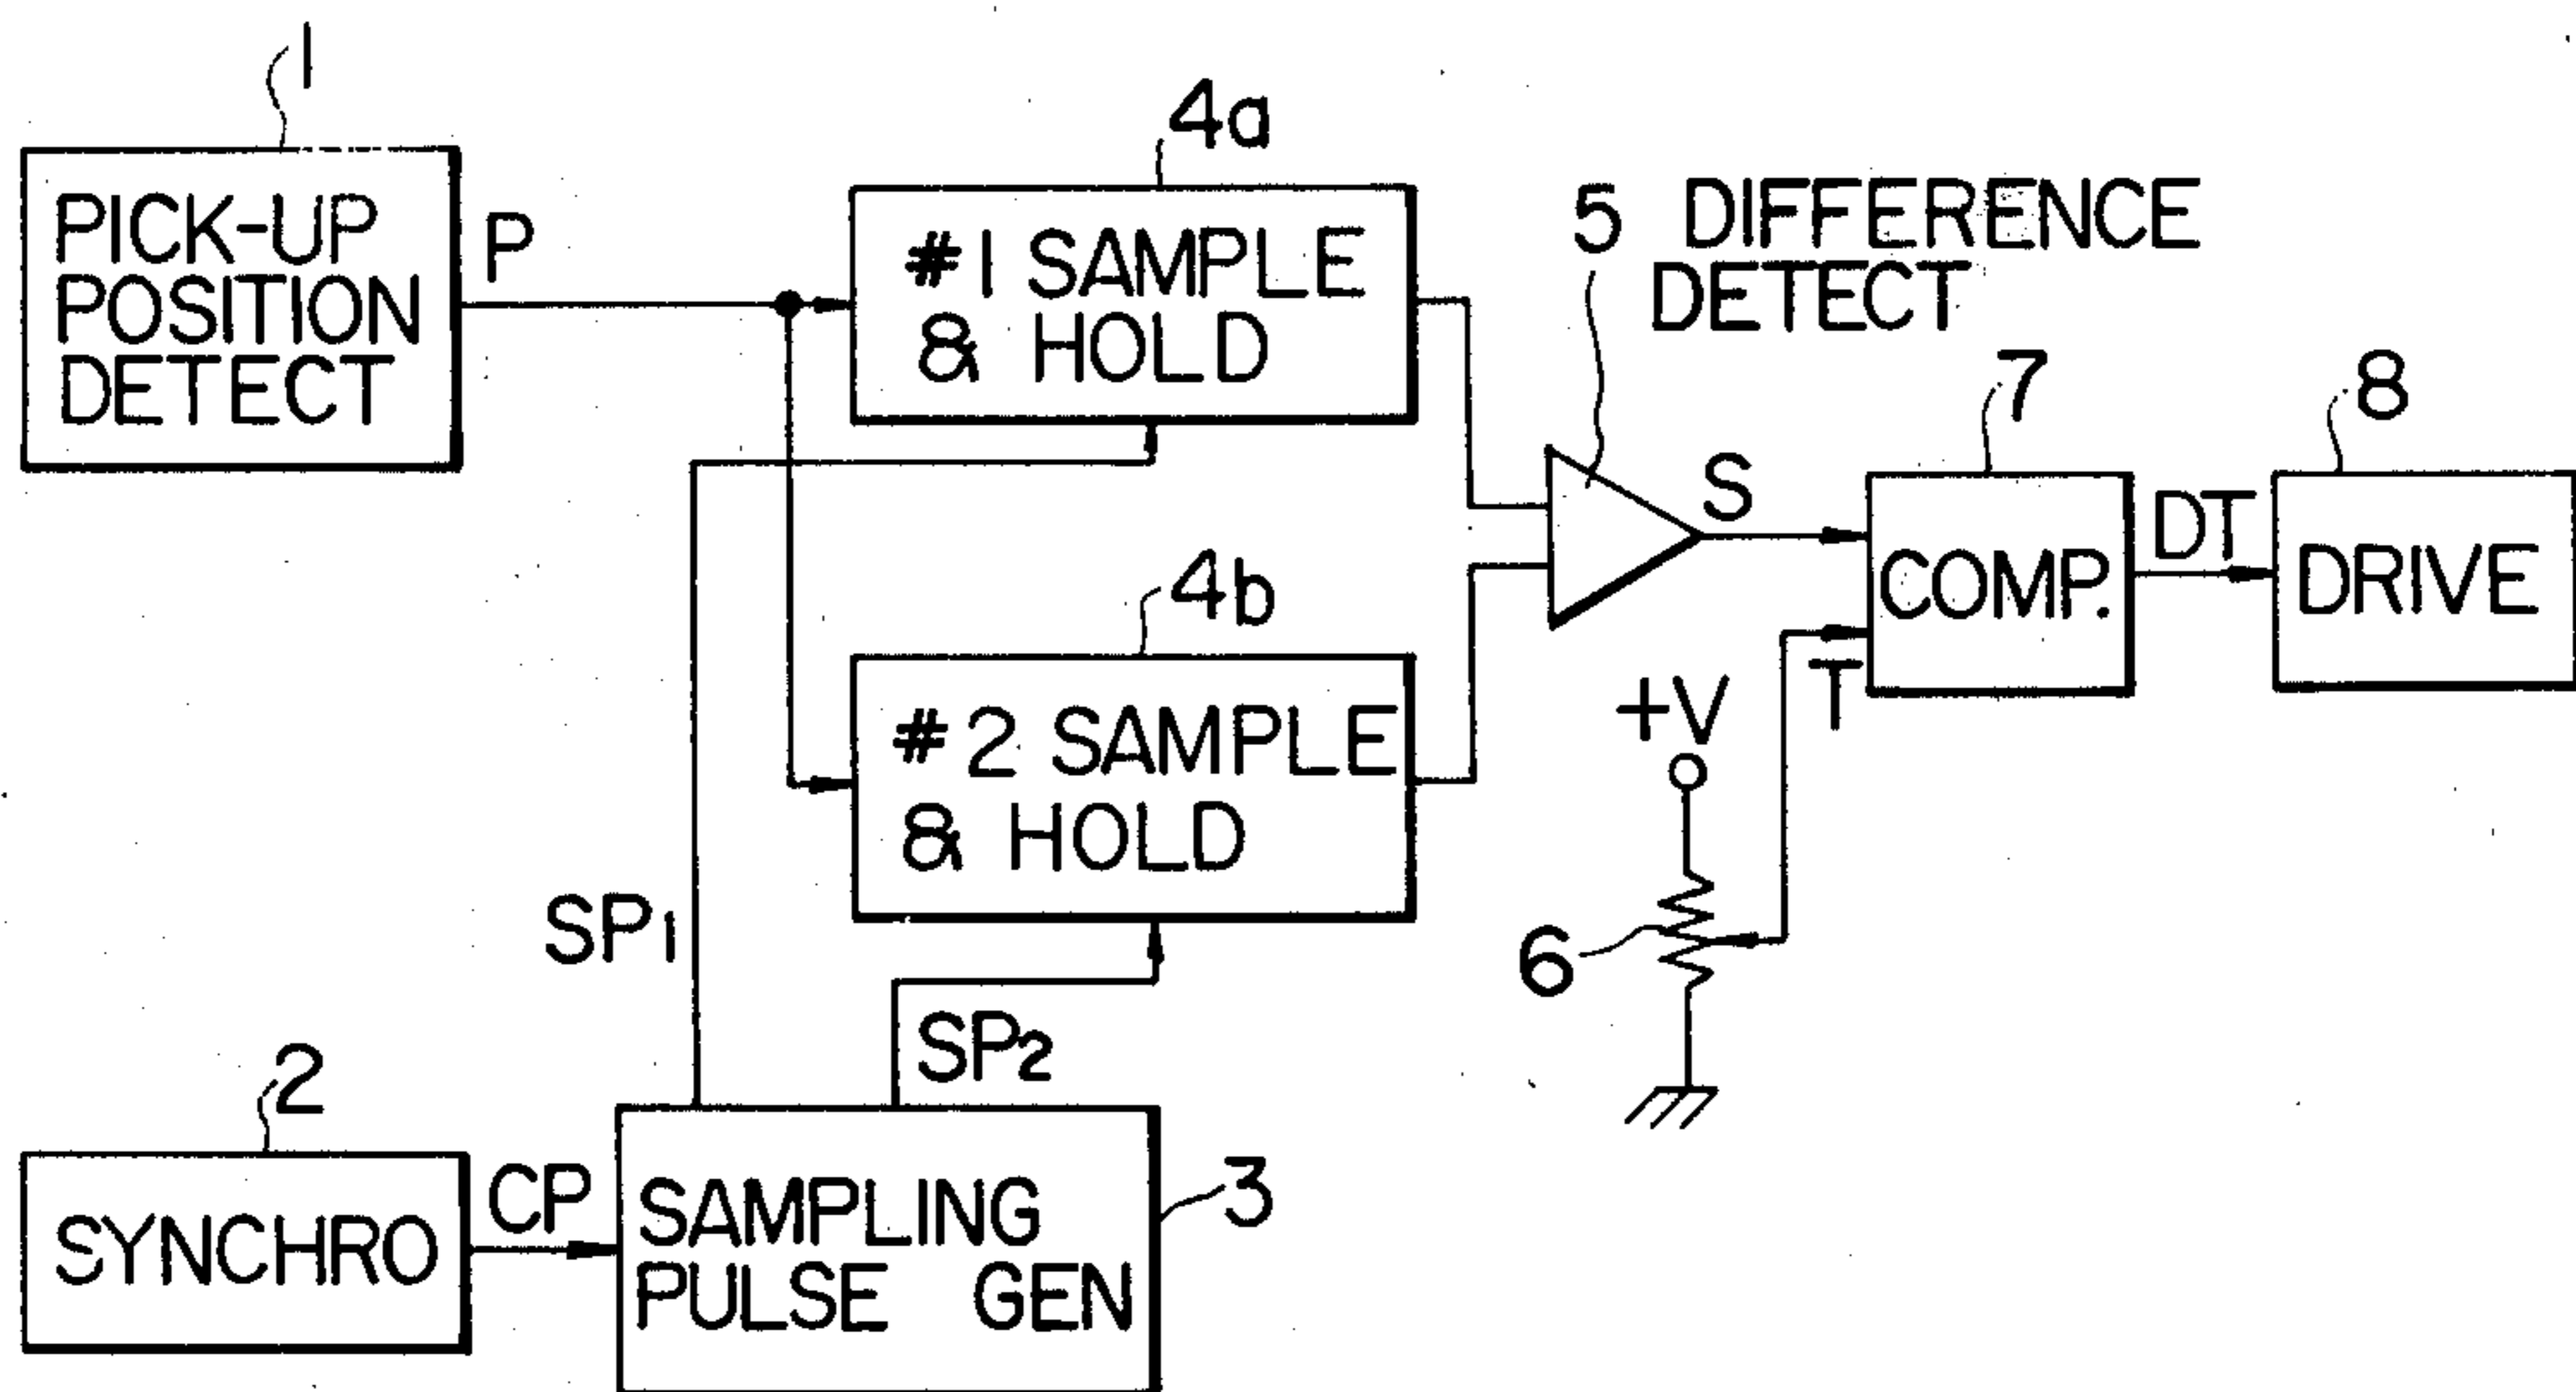 1
PICK-UP
POSITION
DETECT
P
4a
#1 SAMPLE
& HOLD
5 DIFFERENCE
DETECT
S
7
COMP.
DT
8
DRIVE
4b
#2 SAMPLE
& HOLD
T
+V
6
SP1
SP2
2
SYNCHRO
CP
SAMPLING
PULSE GEN
3